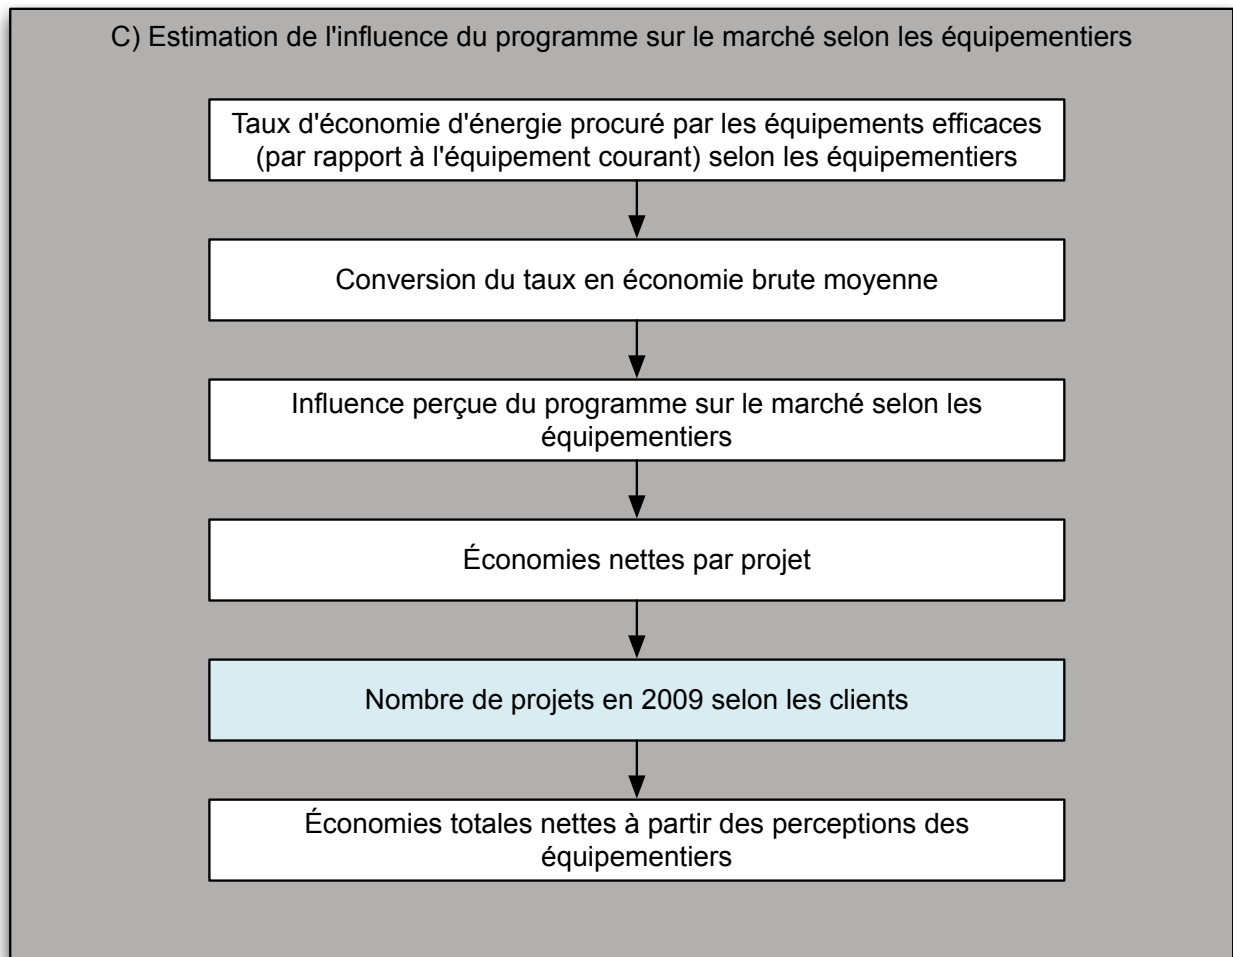 C) Estimation de l'influence du programme sur le marché selon les équipementiers
Taux d'économie d'énergie procuré par les équipements efficaces
(par rapport à l'équipement courant) selon les équipementiers
Conversion du taux en économie brute moyenne
Influence perçue du programme sur le marché selon les
équipementiers
Économies nettes par projet
Nombre de projets en 2009 selon les clients
Économies totales nettes à partir des perceptions des
équipementiers